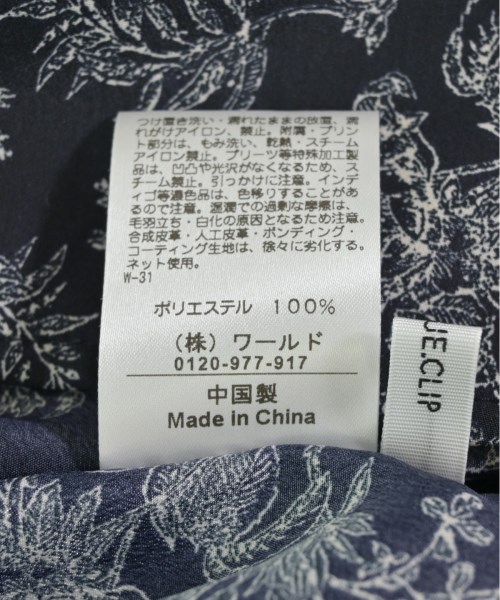 つけ置き洗い・濡れたままの放置、濡
れがけアイロン、禁止。附属・プリン
ト部分は、もみ洗い、乾熱・スチーム
アイロン禁止。プリーツ等特殊加工製
品は、凹凸や光沢がなくなるため、ス
チーム禁止。引っかけに注意。インデ
ィゴ等濃色品は、色移りすることがあ
るので注意。湿潤での過剰な摩擦は、
毛羽立ち・白化の原因となるため注意。
合成皮革・人工皮革・ボンディング・
コーティング生地は、徐々に劣化する。
ネット使用。
W-31
ポリエステル 100%
(株) ワールド
0120-977-917
中国製
Made in China
UE.CLIP